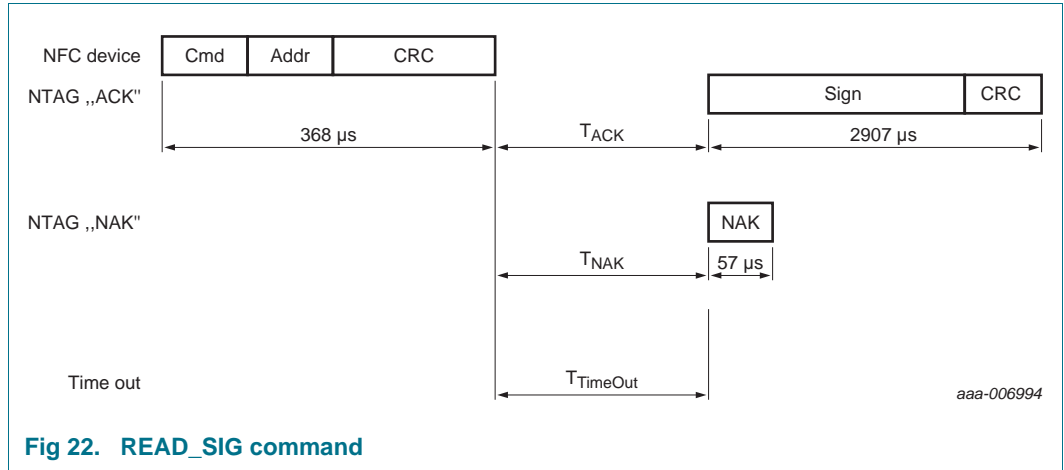 NFC device Cmd Addr CRC
NTAG ,,ACK" Sign CRC
368 µs TACK 2907 µs
NTAG ,,NAK" NAK
TNAK 57 µs
Time out TTimeOut
aaa-006994
Fig 22. READ_SIG command